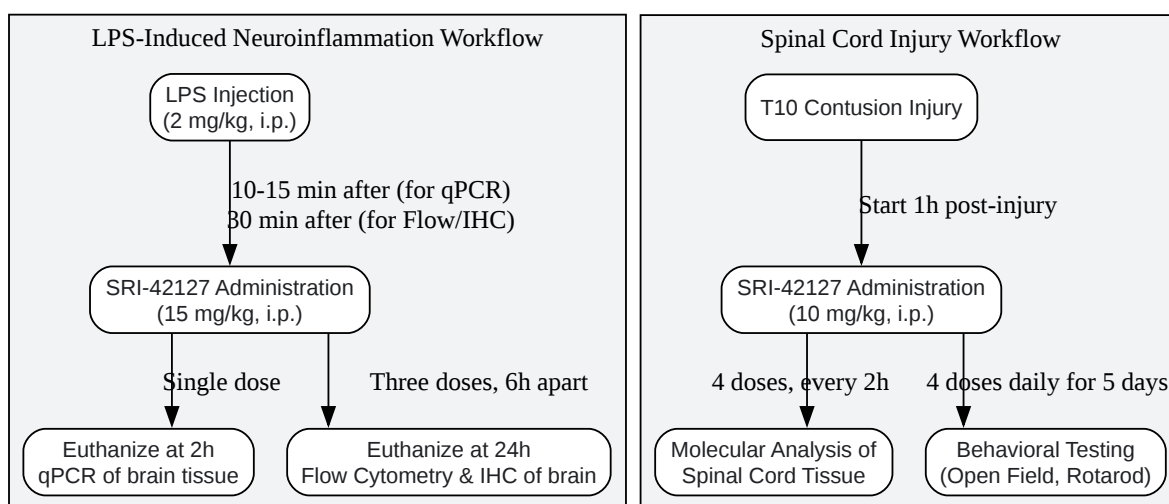 LPS-Induced Neuroinflammation Workflow
LPS Injection
(2 mg/kg, i.p.)
10-15 min after (for qPCR)
30 min after (for Flow/IHC)
SRI-42127 Administration
(15 mg/kg, i.p.)
Single dose
Three doses, 6h apart
Euthanize at 2h
qPCR of brain tissue
Euthanize at 24h
Flow Cytometry & IHC of brain
Spinal Cord Injury Workflow
T10 Contusion Injury
Start 1h post-injury
SRI-42127 Administration
(10 mg/kg, i.p.)
4 doses, every 2h
4 doses daily for 5 days
Molecular Analysis of
Spinal Cord Tissue
Behavioral Testing
(Open Field, Rotarod)